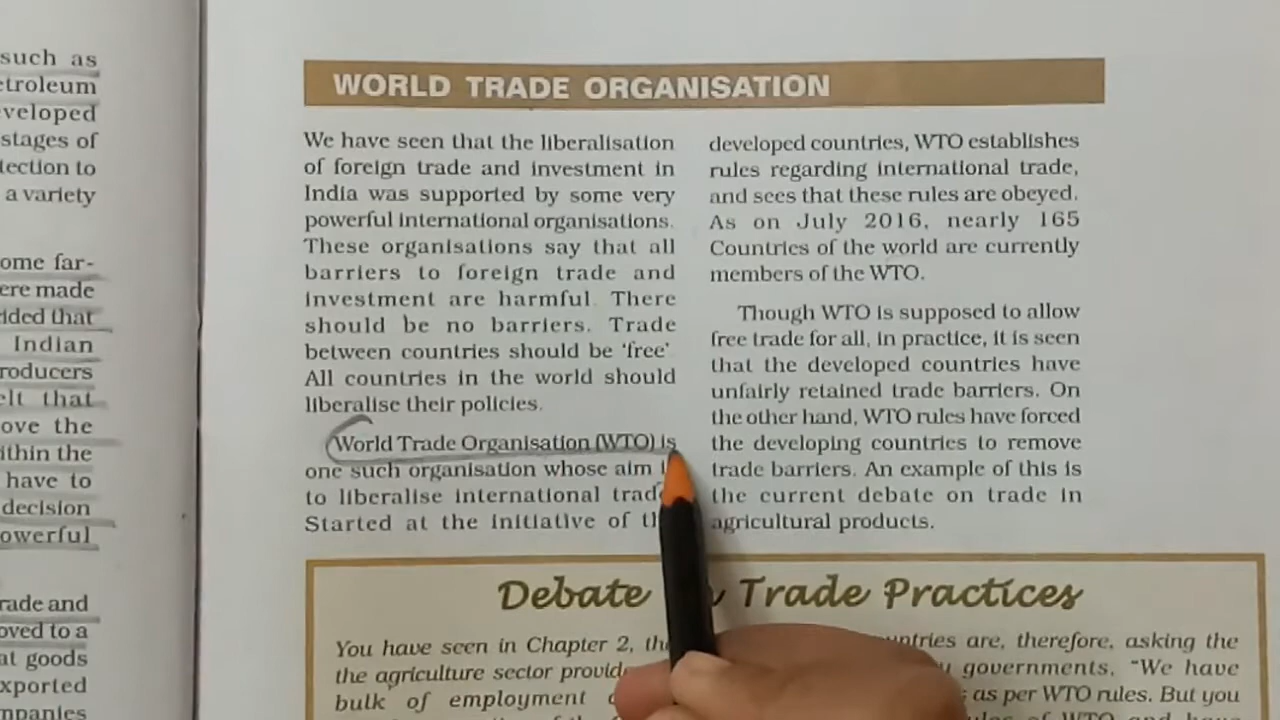 such as
etroleum
veloped
stages of
tection to
a variety
ome far-
ere made
ided that
Indian
roducers
elt that
ove the
ithin the
have to
decision
owerful
rade and
oved to a
at goods
xported
mpanies
WORLD TRADE ORGANISATION
We have seen that the liberalisation
of foreign trade and investment in
India was supported by some very
powerful international organisations.
These organisations say that all
barriers to foreign trade and
investment are harmful. There
should be no barriers. Trade
between countries should be ‘free’.
All countries in the world should
liberalise their policies.
World Trade Organisation (WTO) is
one such organisation whose aim i
to liberalise international trad
Started at the initiative of th
developed countries, WTO establishes
rules regarding international trade,
and sees that these rules are obeyed.
As on July 2016, nearly 165
Countries of the world are currently
members of the WTO.
Though WTO is supposed to allow
free trade for all, in practice, it is seen
that the developed countries have
unfairly retained trade barriers. On
the other hand, WTO rules have forced
the developing countries to remove
trade barriers. An example of this is
the current debate on trade in
agricultural products.
Debate Trade Practices
You have seen in Chapter 2, tha
the agriculture sector provide
bulk of employment
untries are, therefore, asking the
governments, “We have
as per WTO rules. But you
of WTO and have